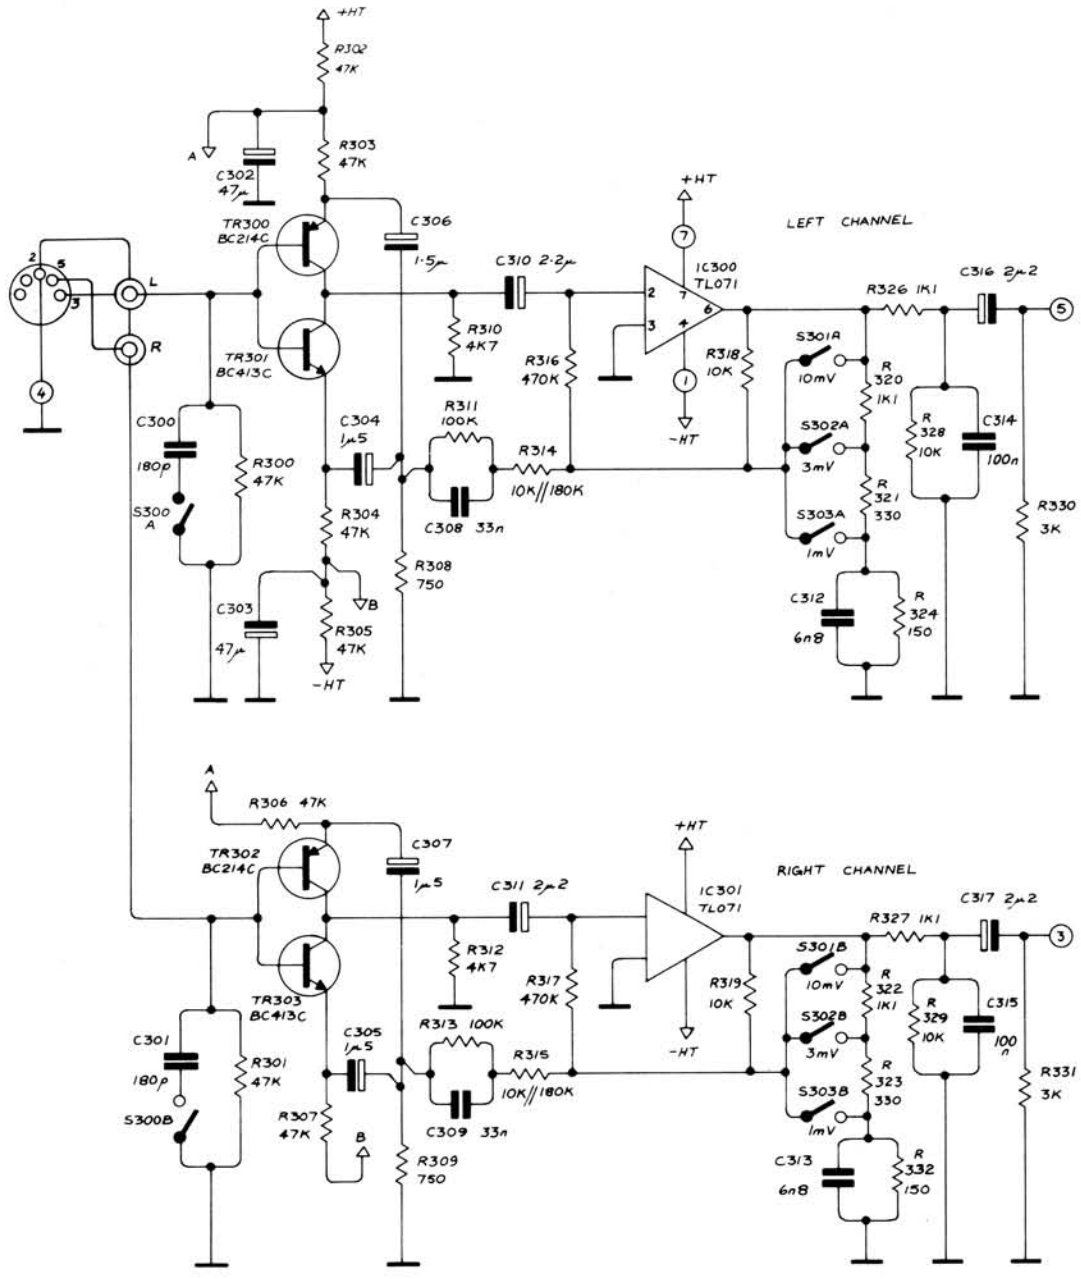 +HT
R302
47K
A
R303
47K
C302
47μ
TR300
BC214C
C306
1.5μ
+HT
LEFT CHANNEL
7
2
5
3
L
R
4
C310 2.2μ
IC300
TL071
2
7
6
3
4
R326 1K1
C316 2μ2
5
TR301
BC413C
R310
4K7
R316
470K
R318
10K
1
-HT
S301A
10mV
R
320
1K1
C300
180p
S300
A
R300
47K
C304
1μ5
R311
100K
R314
10K//180K
C308 33n
S302A
3mV
R
321
330
R
328
10K
C314
100n
R304
47K
S303A
1mV
R330
3K
R308
750
B
C303
47μ
R305
47K
-HT
C312
6n8
R
324
150
A
R306 47K
TR302
BC214C
C307
1μ5
+HT
RIGHT CHANNEL
C311 2μ2
IC301
TL071
R327 1K1
C317 2μ2
3
TR303
BC413C
R312
4K7
R317
470K
R319
10K
-HT
S301B
10mV
R
322
1K1
C301
180p
S300B
R301
47K
C305
1μ5
R313 100K
R315
10K//180K
C309 33n
S302B
3mV
R
323
330
R
329
10K
C315
100
n
R307
47K
B
S303B
1mV
R331
3K
R309
750
C313
6n8
R
332
150